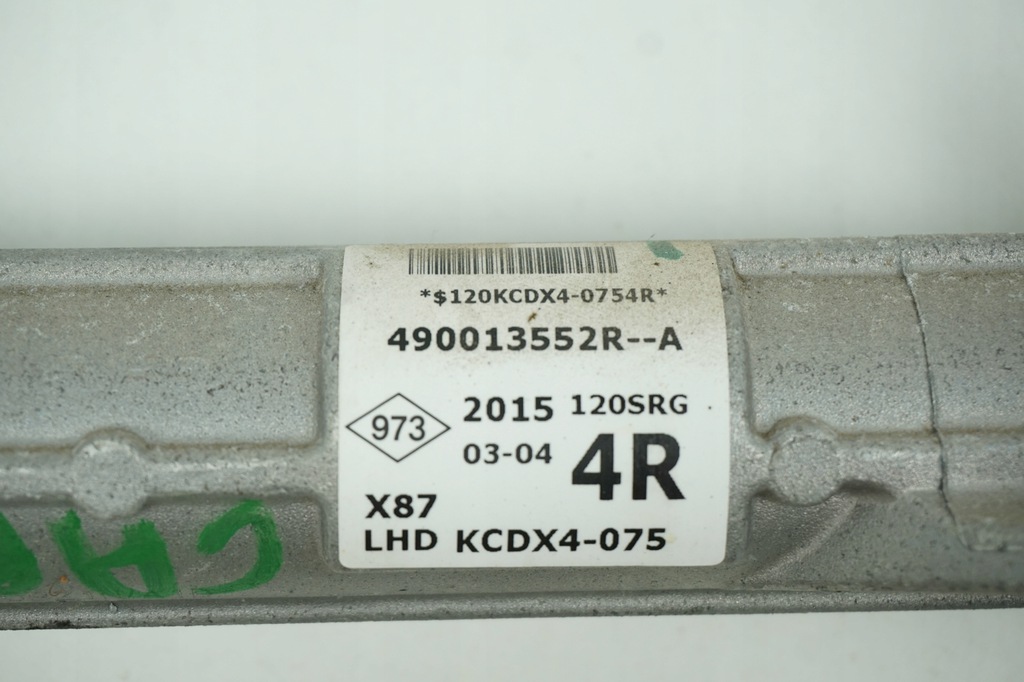 *$120KCDX4-0754R*
490013552R--A
973
2015 120SRG
03-04 4R
X87
LHD KCDX4-075